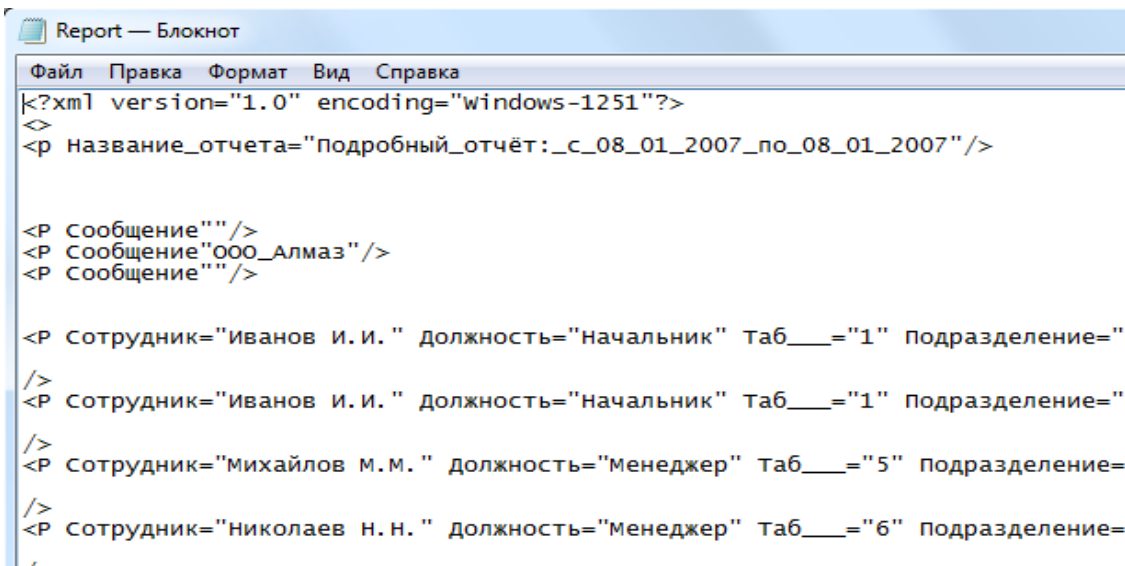 Report — Блокнот
Файл Правка Формат Вид Справка
<?xml version="1.0" encoding="Windows-1251"?>
<>
<p Название_отчета="Подробный_отчёт:_с_08_01_2007_по_08_01_2007"/>
<P Сообщение""/>
<P Сообщение"ООО_Алмаз"/>
<P Сообщение""/>
<P Сотрудник="Иванов И.И." Должность="Начальник" Таб___="1" Подразделение="
/>
<P Сотрудник="Иванов И.И." Должность="Начальник" Таб___="1" Подразделение="
/>
<P Сотрудник="Михайлов М.М." Должность="Менеджер" Таб___="5" Подразделение=
/>
<P Сотрудник="Николаев Н.Н." Должность="Менеджер" Таб___="6" Подразделение=